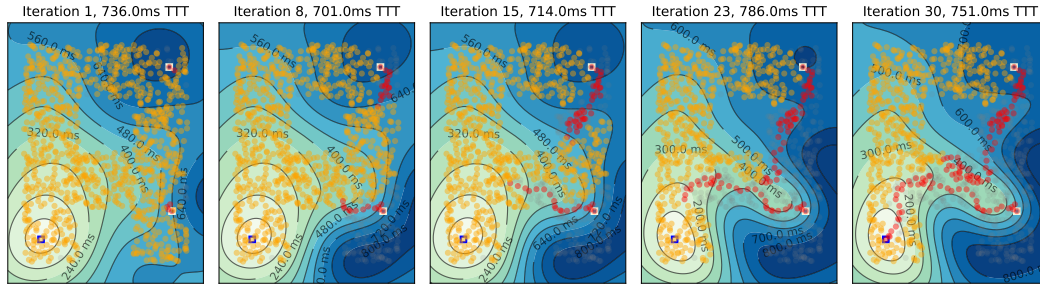 Iteration 1, 736.0ms TTT
560.0 ms
320.0 ms
480.0 ms
400.0 ms
640.0 ms
240.0 ms
Iteration 8, 701.0ms TTT
560.0 ms
320.0 ms
400.0 ms
480.0
240.0 ms
Iteration 15, 714.0ms TTT
560.0 ms
320.0 ms
480.0 ms
640.0 ms
240.0 ms
Iteration 23, 786.0ms TTT
600.0 ms
500.0 ms
300.0 ms
400.0 ms
200.0 ms
700.0 ms
Iteration 30, 751.0ms TTT
600.0 ms
300.0 ms
200.0 ms
800.0 ms